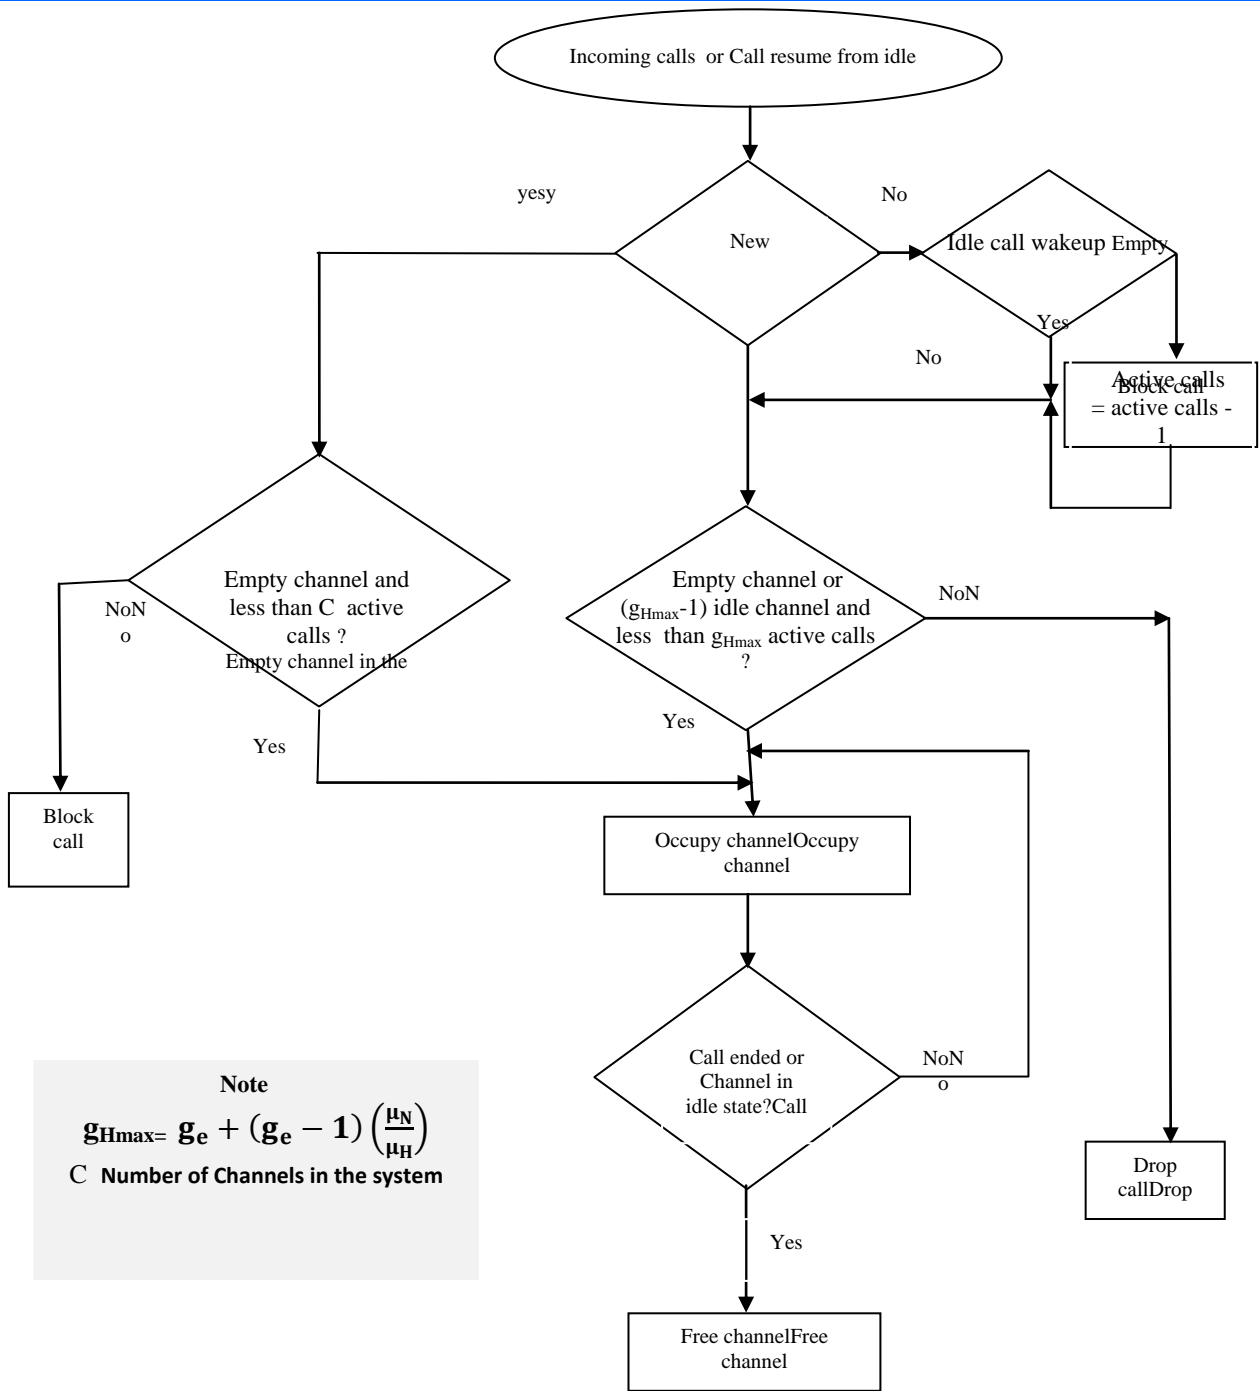 Incoming calls or Call resume from idle
yesy
No
New
Idle call wakeup Empty
Yes
No
Active calls
Block call
= active calls -
1
Empty channel and
less than C active
calls ?
Empty channel in the
NoN
o
Empty channel or
(gHmax-1) idle channel and
less than gHmax active calls
?
NoN
Yes
Yes
Block
call
Occupy channelOccupy
channel
Call ended or
Channel in
idle state?Call
NoN
o
Note
gHmax= ge + (ge − 1) (μN/μH)
C Number of Channels in the system
Drop
callDrop
Yes
Free channelFree
channel